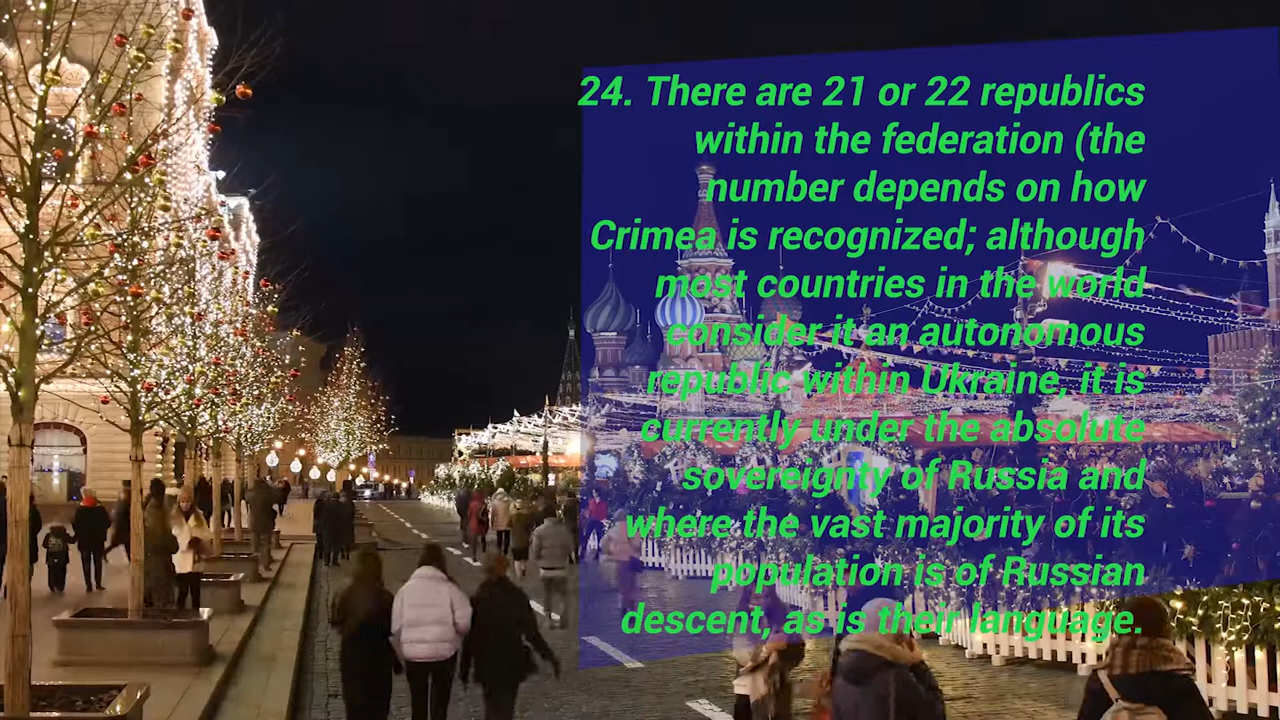 24. There are 21 or 22 republics
within the federation (the
number depends on how
Crimea is recognized; although
most countries in the world
consider it an autonomous
republic within Ukraine, it is
currently under the absolute
sovereignty of Russia and
where the vast majority of its
population is of Russian
descent, as is their language.